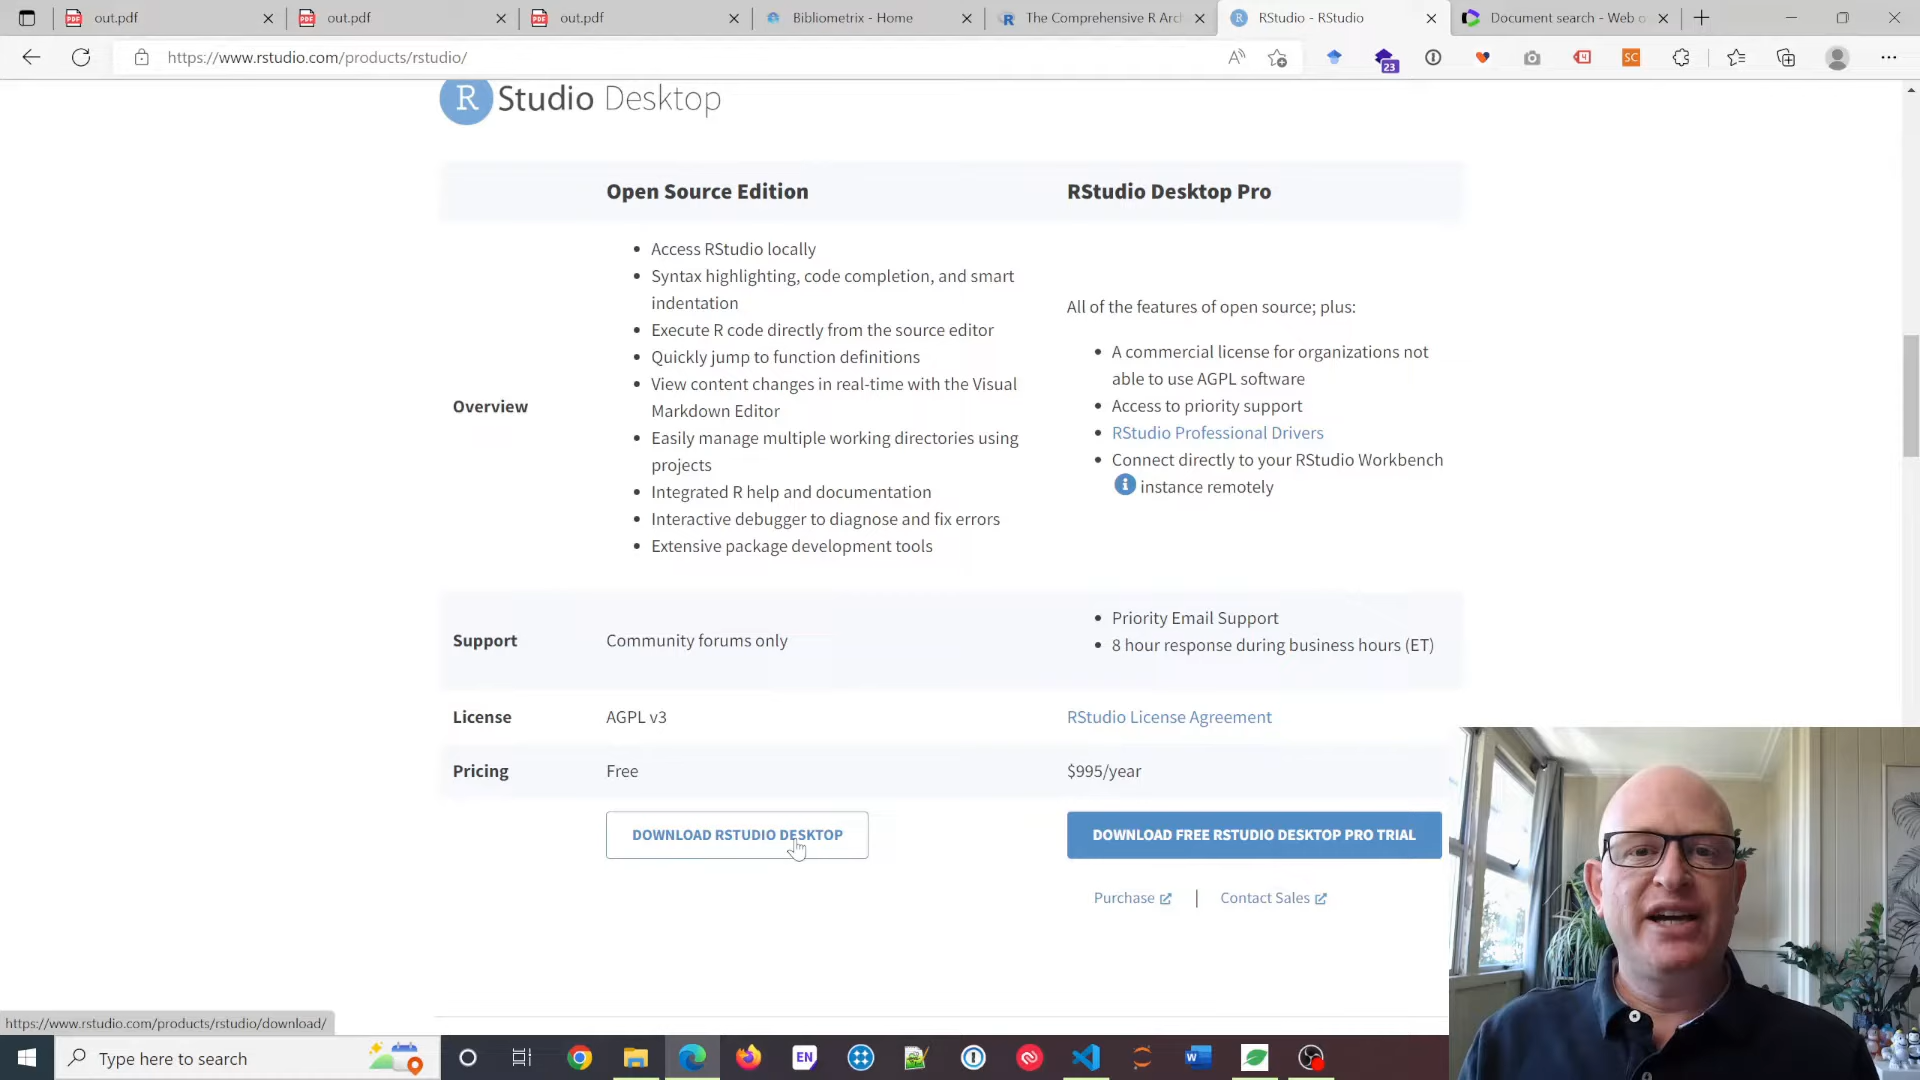 out.pdf
out.pdf
out.pdf
Bibliometrix - Home
The Comprehensive R Arc
RStudio - RStudio
Document search - Web o
https://www.rstudio.com/products/rstudio/
23
SC
R Studio Desktop
Open Source Edition
RStudio Desktop Pro
Overview
Access RStudio locally
Syntax highlighting, code completion, and smart
indentation
Execute R code directly from the source editor
Quickly jump to function definitions
View content changes in real-time with the Visual
Markdown Editor
Easily manage multiple working directories using
projects
Integrated R help and documentation
Interactive debugger to diagnose and fix errors
Extensive package development tools
All of the features of open source; plus:
A commercial license for organizations not
able to use AGPL software
Access to priority support
RStudio Professional Drivers
Connect directly to your RStudio Workbench
instance remotely
Support
Community forums only
Priority Email Support
8 hour response during business hours (ET)
License
AGPL v3
RStudio License Agreement
Pricing
Free
$995/year
DOWNLOAD RSTUDIO DESKTOP
DOWNLOAD FREE RSTUDIO DESKTOP PRO TRIAL
Purchase | Contact Sales
https://www.rstudio.com/products/rstudio/download/
Type here to search
EN